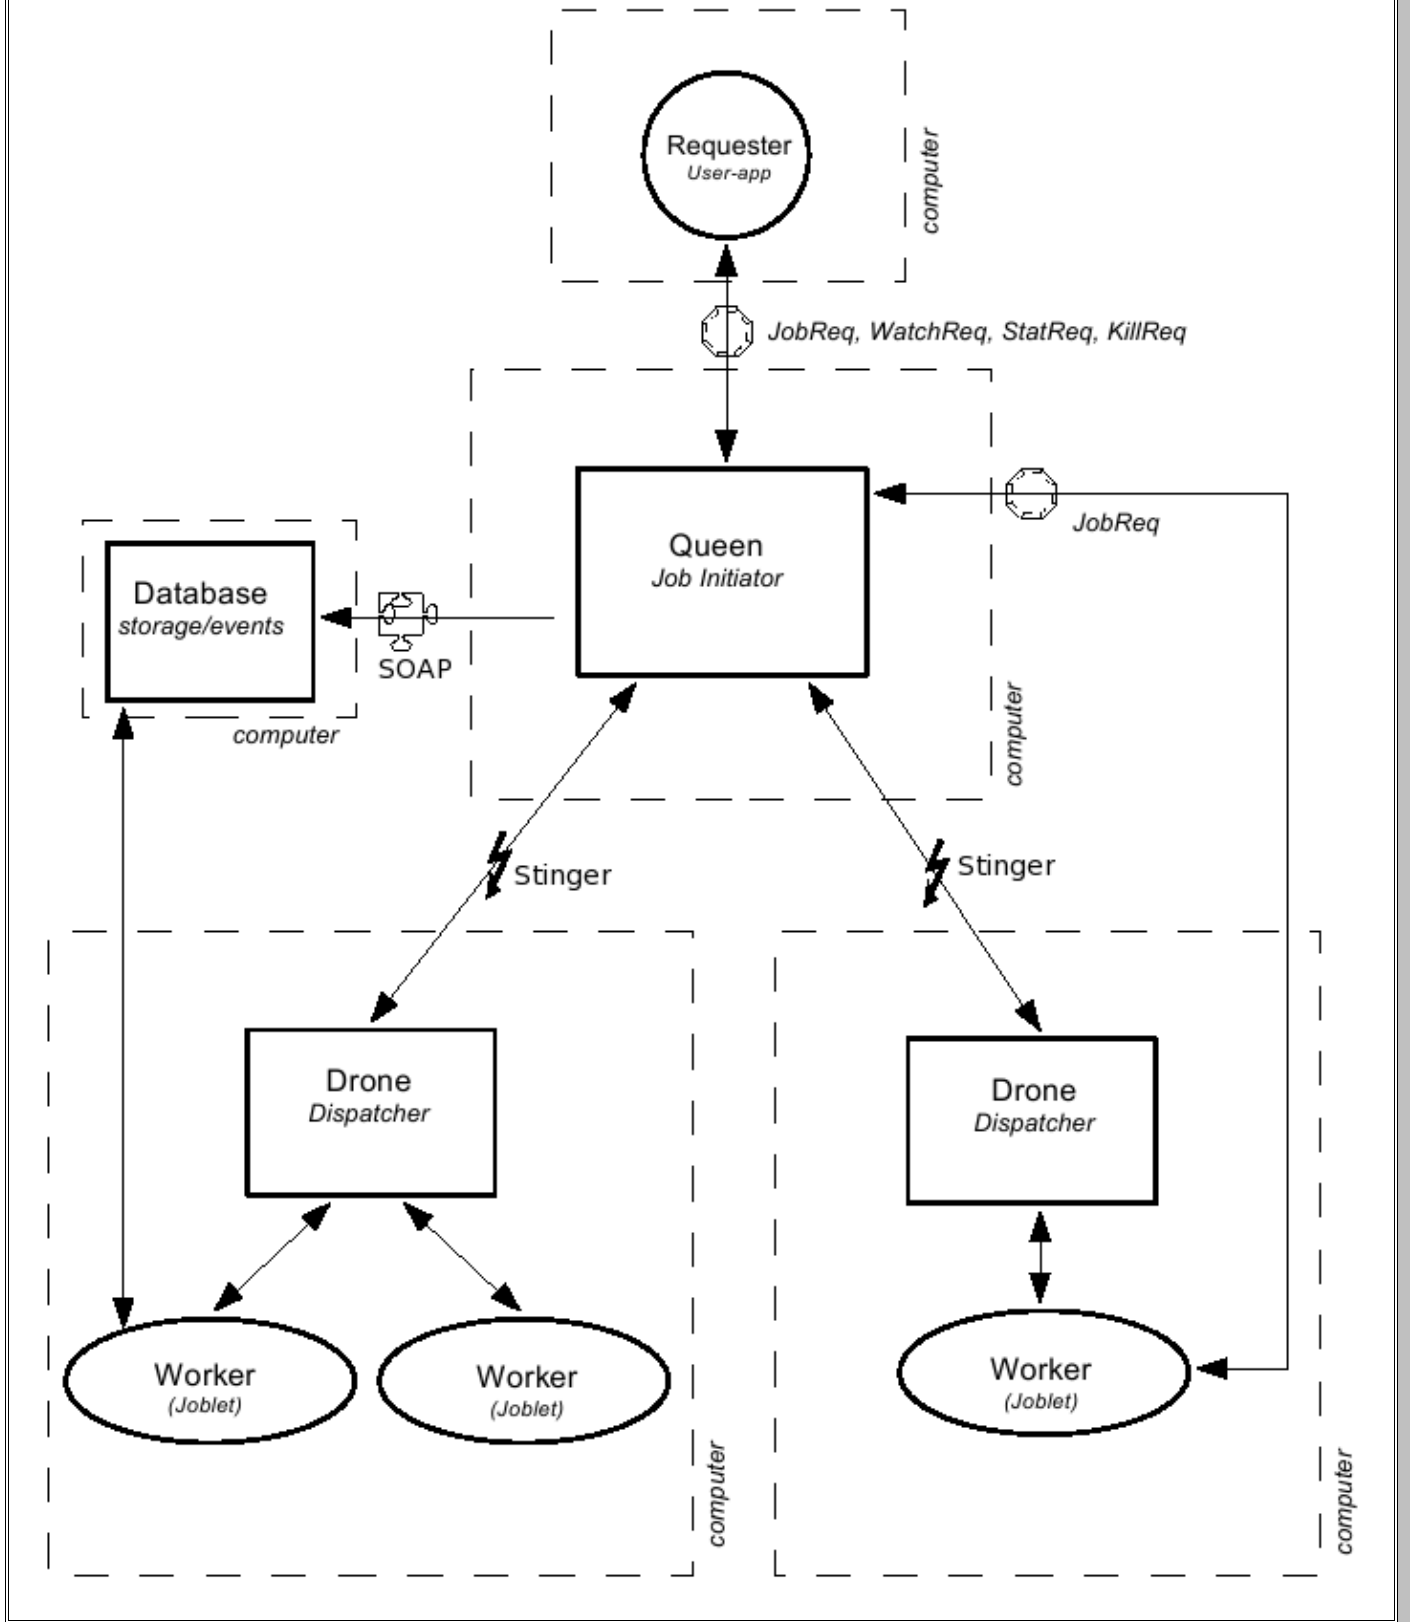 Requester
User-app
computer
JobReq, WatchReq, StatReq, KillReq
JobReq
Queen
Job Initiator
Database
storage/events
SOAP
computer
computer
Stinger
Stinger
Drone
Dispatcher
Drone
Dispatcher
Worker
(Joblet)
Worker
(Joblet)
Worker
(Joblet)
computer
computer